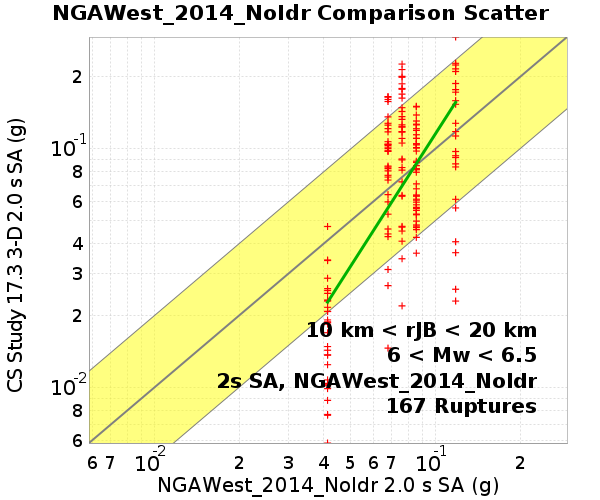 NGAWest_2014_NoIdr Comparison Scatter
CS Study 17.3 3-D 2.0 s SA (g)
2
10-1
8
6
4
2
10-2
8
6
10 km < rJB < 20 km
6 < Mw < 6.5
2s SA, NGAWest_2014_NoIdr
167 Ruptures
6 7 10-2 2 3 4 5 6 7 10-1 2
NGAWest_2014_NoIdr 2.0 s SA (g)